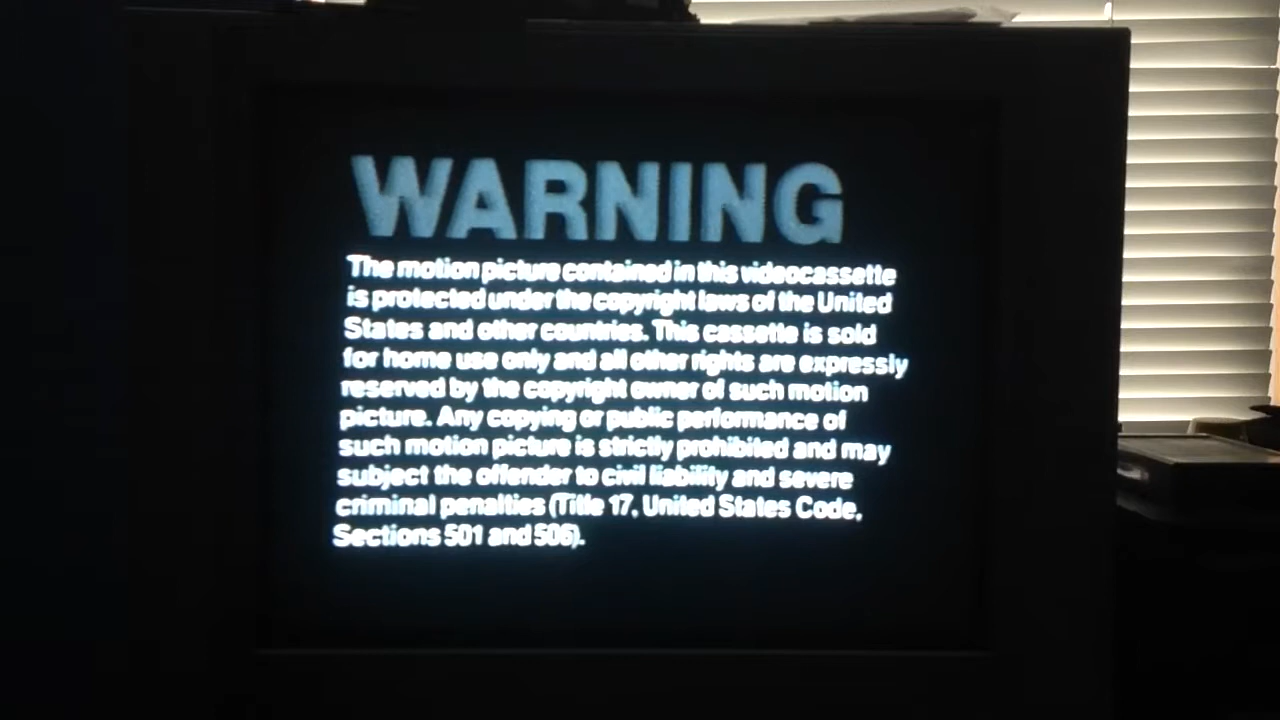 WARNING
The motion picture contained in this videocassette
is protected under the copyright laws of the United
States and other countries. This cassette is sold
for home use only and all other rights are expressly
reserved by the copyright owner of such motion
picture. Any copying or public performance of
such motion picture is strictly prohibited and may
subject the offender to civil liability and severe
criminal penalties (Title 17, United States Code,
Sections 501 and 506).